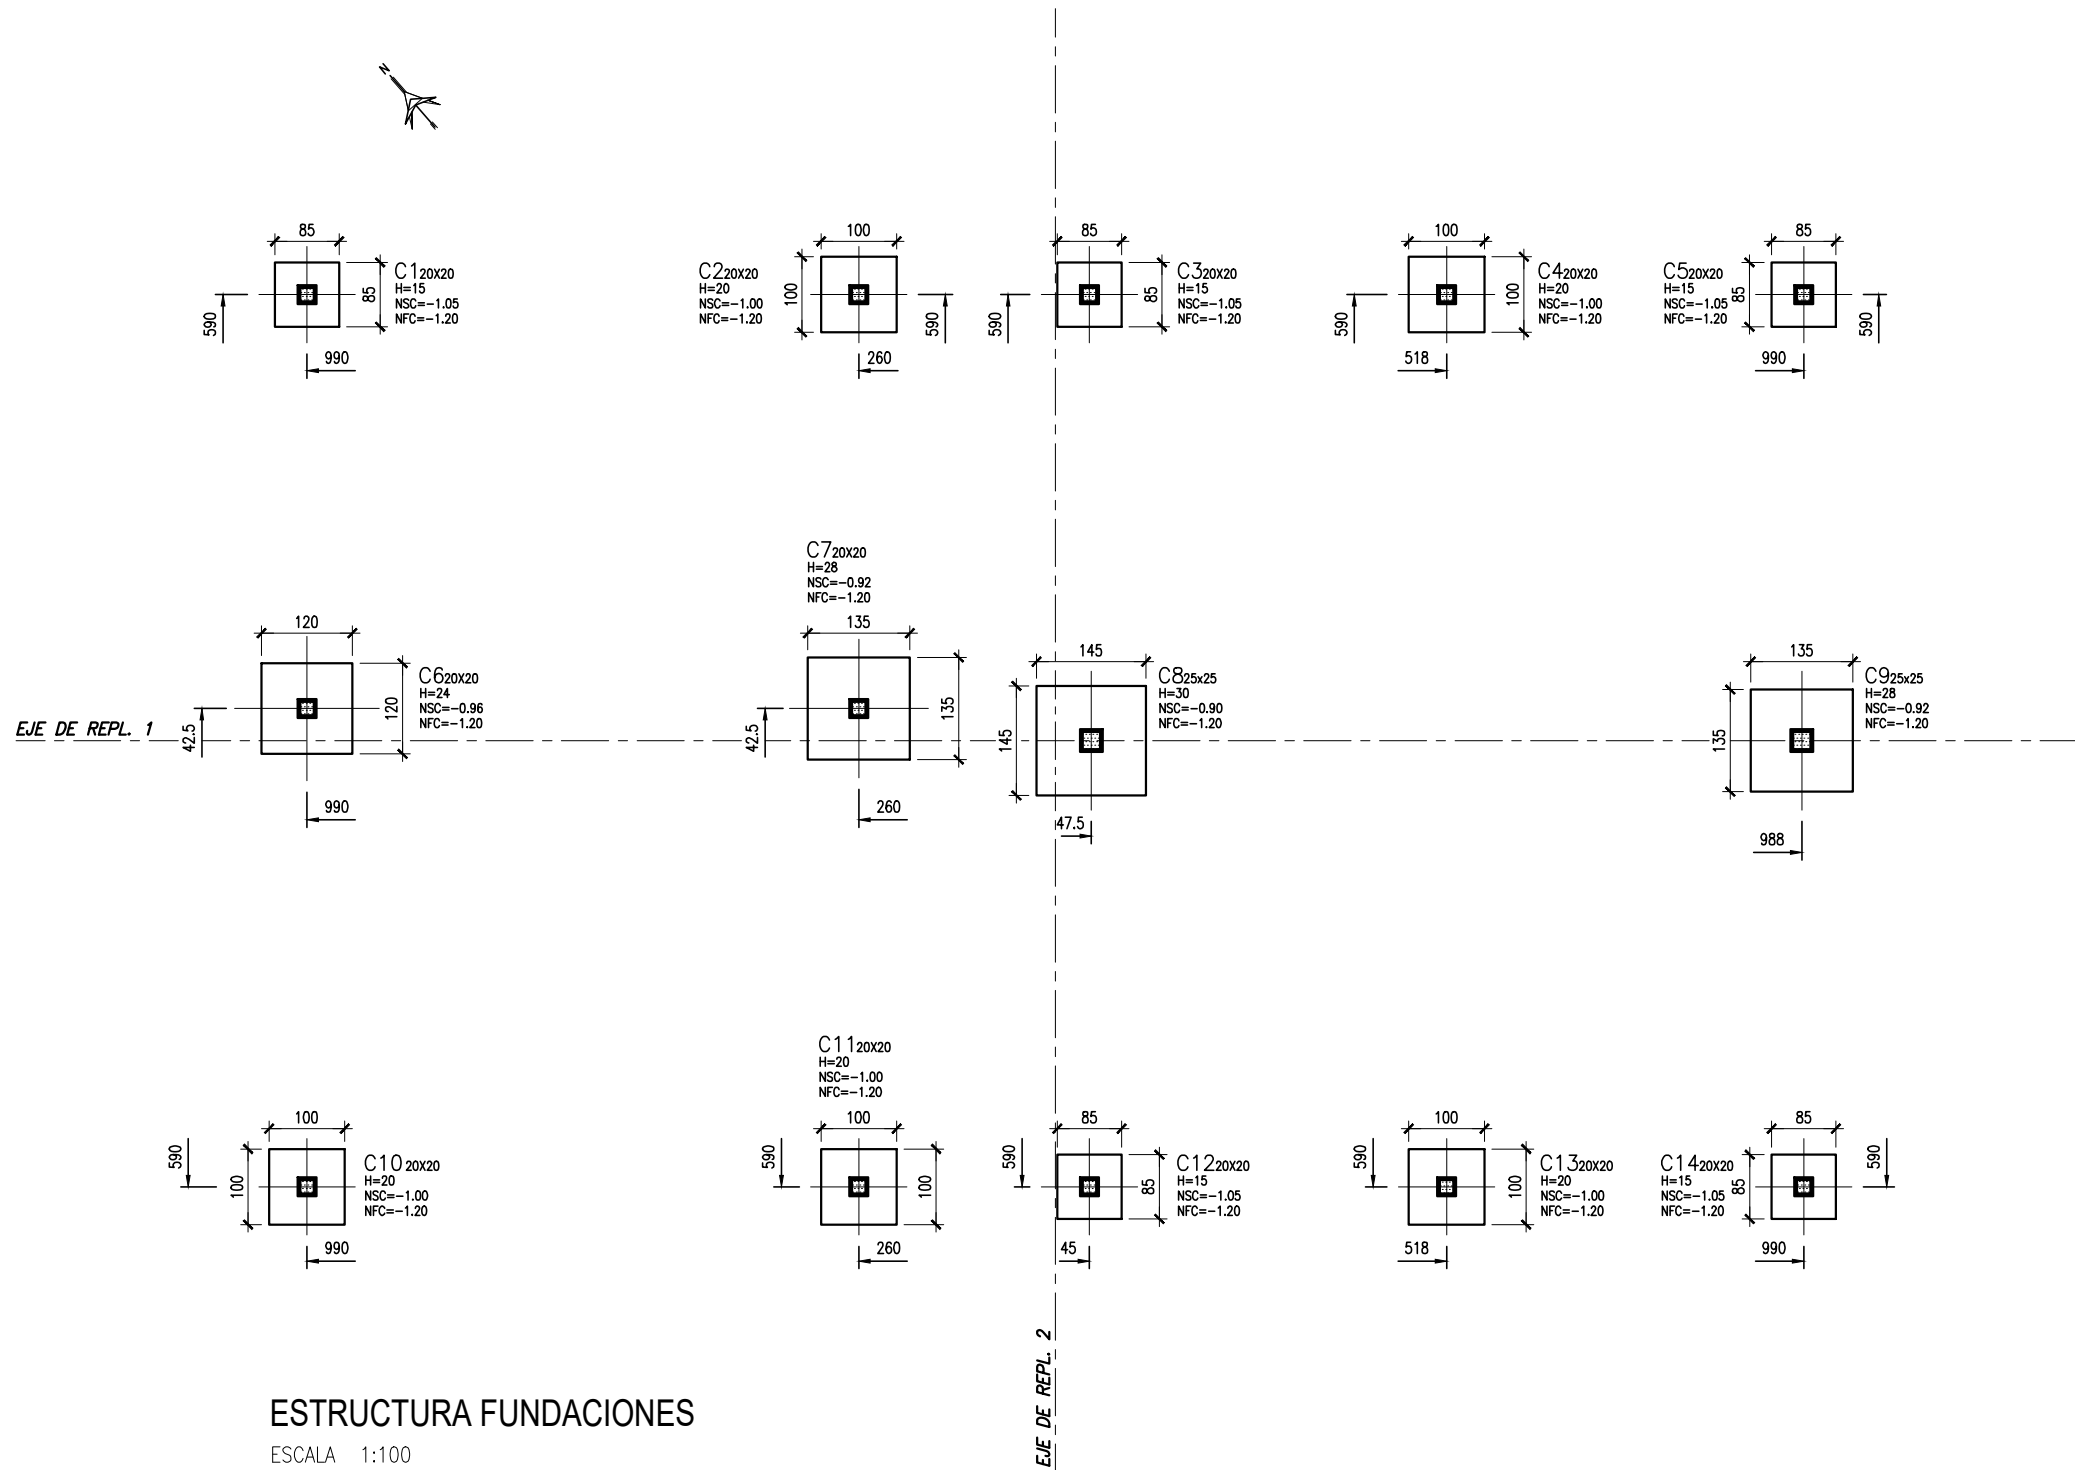 N
85
C1 20X20
H=15
NSC=-1.05
NFC=-1.20
85
590
990
100
C2 20X20
H=20
NSC=-1.00
NFC=-1.20
100
590
260
85
C3 20X20
H=15
NSC=-1.05
NFC=-1.20
85
590
100
C4 20X20
H=20
NSC=-1.00
NFC=-1.20
100
590
518
85
C5 20X20
H=15
NSC=-1.05
NFC=-1.20
85
590
990
EJE DE REPL. 1
120
C6 20X20
H=24
NSC=-0.96
NFC=-1.20
120
42.5
990
C7 20X20
H=28
NSC=-0.92
NFC=-1.20
135
135
42.5
260
145
C8 25x25
H=30
NSC=-0.90
NFC=-1.20
145
47.5
135
C9 25x25
H=28
NSC=-0.92
NFC=-1.20
135
988
100
C10 20X20
H=20
NSC=-1.00
NFC=-1.20
100
590
990
C11 20X20
H=20
NSC=-1.00
NFC=-1.20
100
100
590
260
85
C12 20X20
H=15
NSC=-1.05
NFC=-1.20
85
590
45
100
C13 20X20
H=20
NSC=-1.00
NFC=-1.20
100
590
518
85
C14 20X20
H=15
NSC=-1.05
NFC=-1.20
85
590
990
EJE DE REPL. 2
ESTRUCTURA FUNDACIONES
ESCALA 1:100